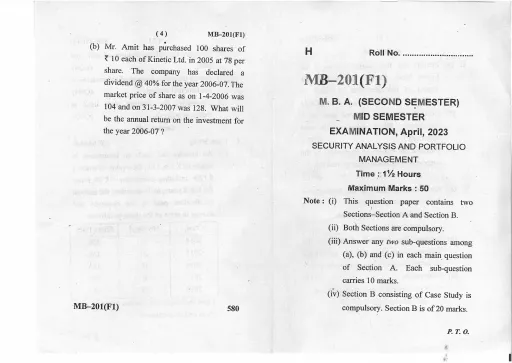 ( 4 ) MB-201(F1)
(b) Mr. Amit has purchased 100 shares of
₹ 10 each of Kinetic Ltd. in 2005 at 78 per
share. The company has declared a
dividend @ 40% for the year 2006-07. The
market price of share as on 1-4-2006 was
104 and on 31-3-2007 was 128. What will
be the annual return on the investment for
the year 2006-07 ?
MB–201(F1) 580
H Roll No. ..............................
MB–201(F1)
M. B. A. (SECOND SEMESTER)
MID SEMESTER
EXAMINATION, April, 2023
SECURITY ANALYSIS AND PORTFOLIO
MANAGEMENT
Time : 1½ Hours
Maximum Marks : 50
Note : (i) This question paper contains two
Sections–Section A and Section B.
(ii) Both Sections are compulsory.
(iii) Answer any two sub-questions among
(a), (b) and (c) in each main question
of Section A. Each sub-question
carries 10 marks.
(iv) Section B consisting of Case Study is
compulsory. Section B is of 20 marks.
P. T. O.